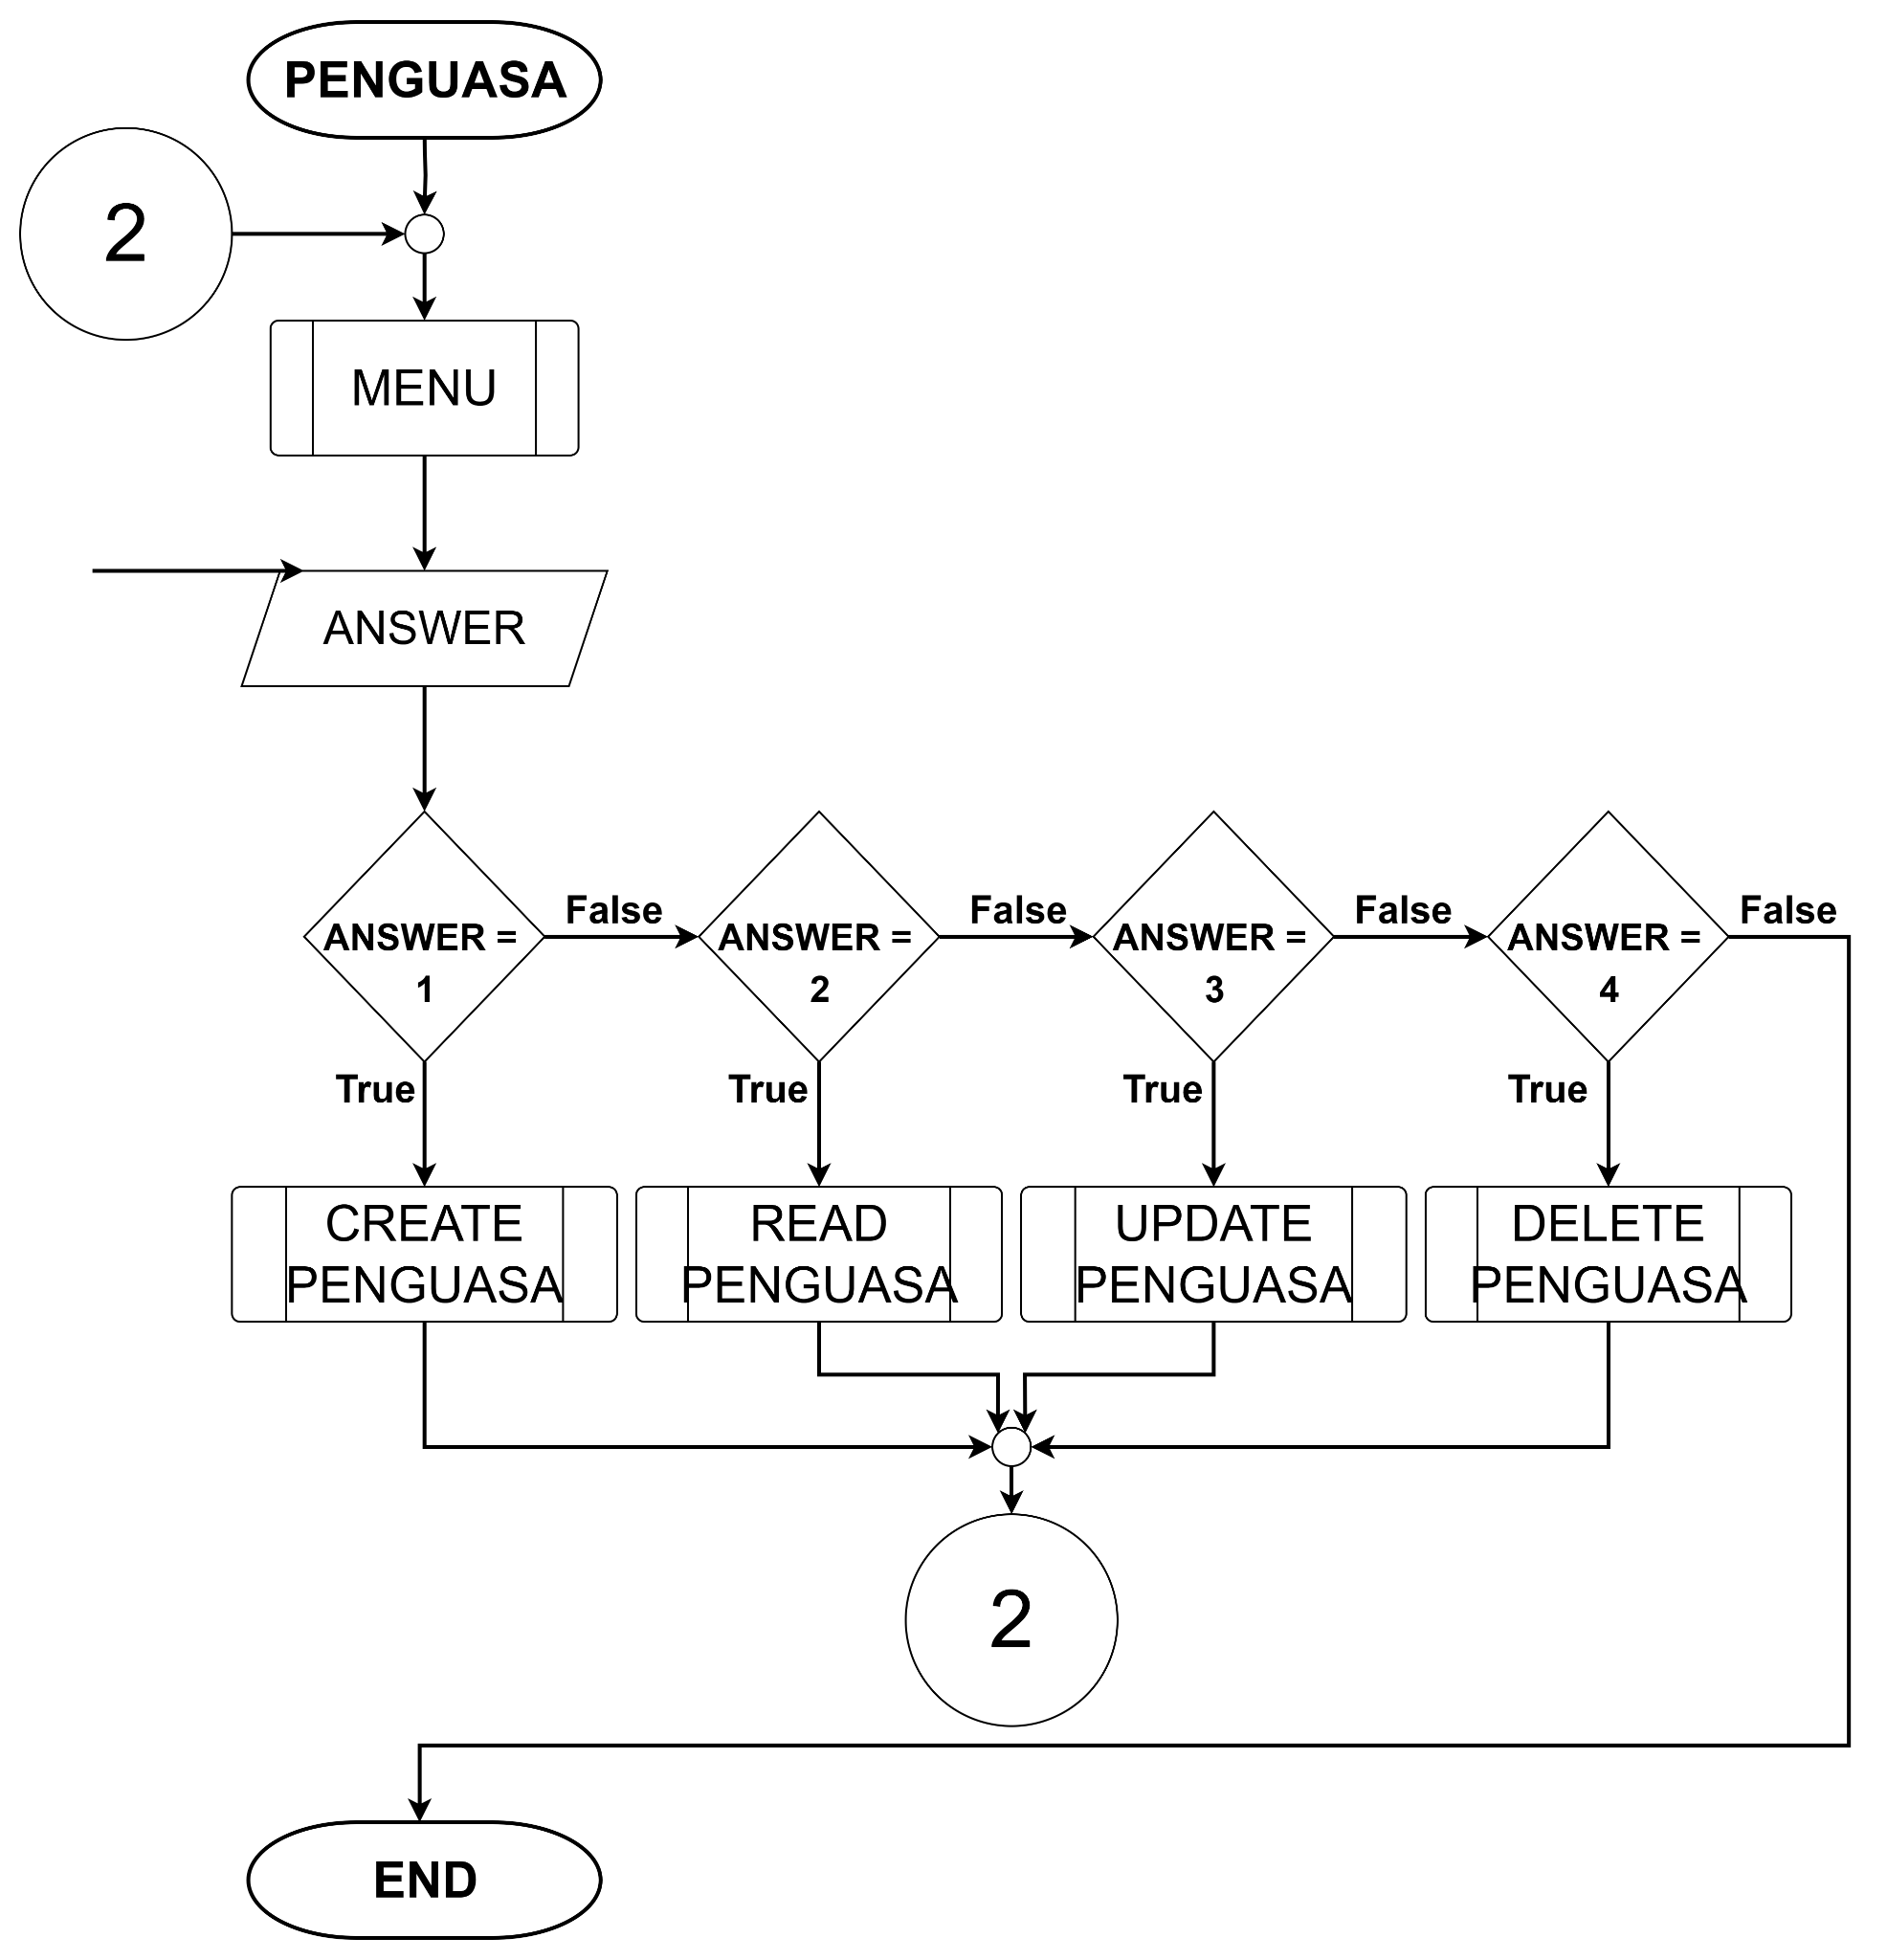 PENGUASA
2
MENU
ANSWER
False
False
False
False
ANSWER =
1
ANSWER =
2
ANSWER =
3
ANSWER =
4
True
True
True
True
CREATE
PENGUASA
READ
PENGUASA
UPDATE
PENGUASA
DELETE
PENGUASA
2
END